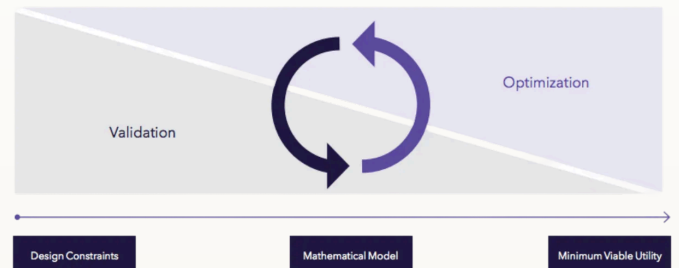 Optimization
Validation
Design Constraints
Mathematical Model
Minimum Viable Utility